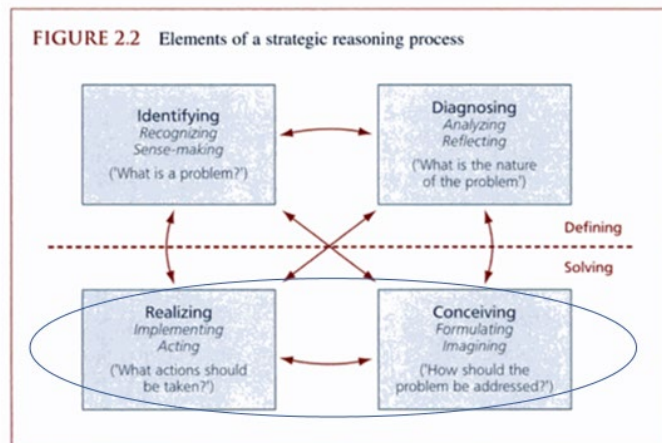 FIGURE 2.2 Elements of a strategic reasoning process
Identifying
Recognizing
Sense-making
('What is a problem?')
Diagnosing
Analyzing
Reflecting
('What is the nature
of the problem')
Defining
Solving
Realizing
Implementing
Acting
('What actions should
be taken?')
Conceiving
Formulating
Imagining
('How should the
problem be addressed?')